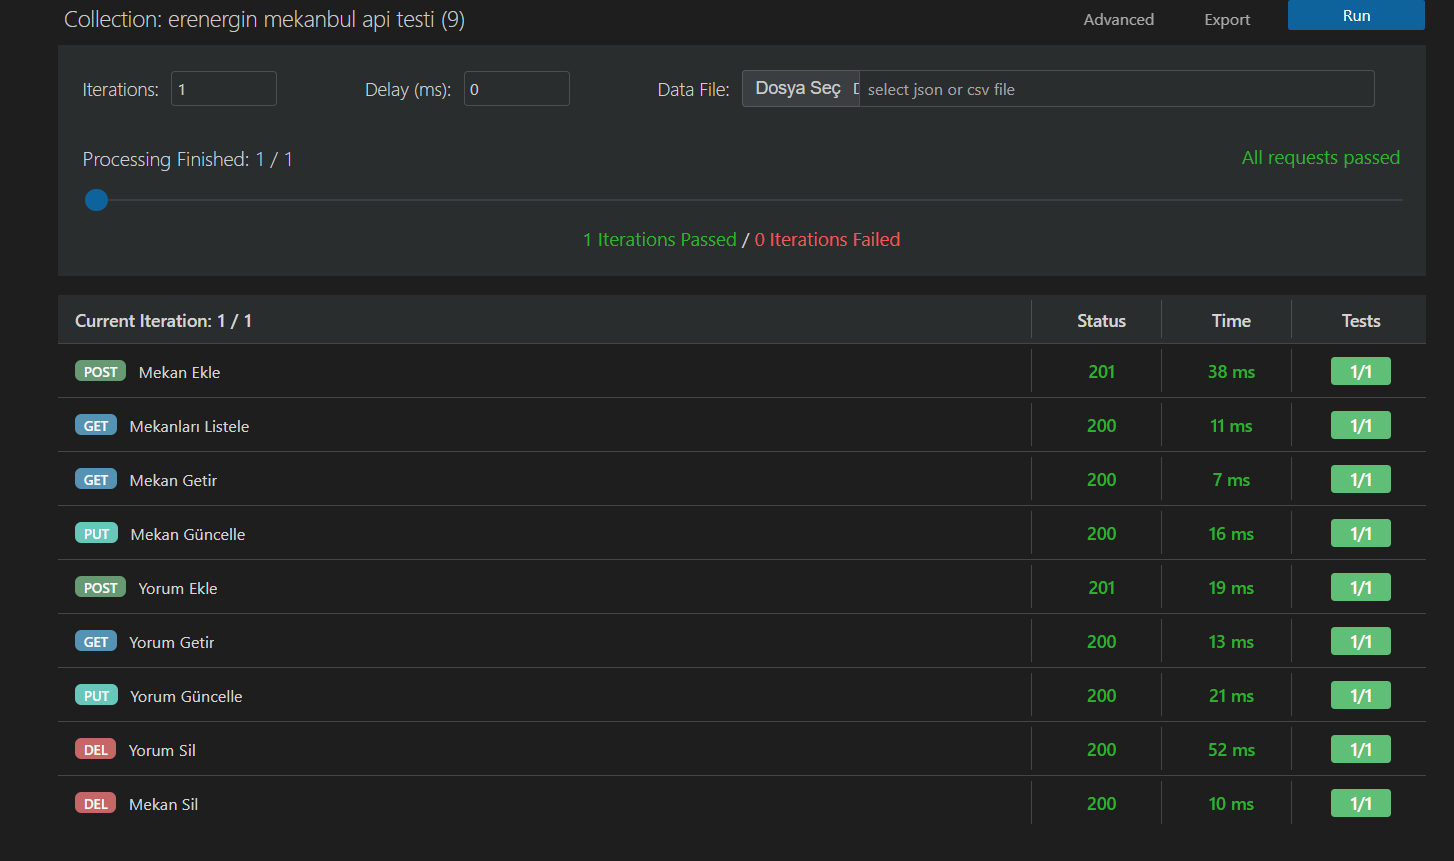 Collection: erenergin mekanbul api testi (9) Advanced Export Run
Iterations: 1 Delay (ms): 0 Data File: Dosya Seç select json or csv file
Processing Finished: 1 / 1 All requests passed
1 Iterations Passed / 0 Iterations Failed
Current Iteration: 1 / 1 Status Time Tests
POST Mekan Ekle 201 38 ms 1/1
GET Mekanları Listele 200 11 ms 1/1
GET Mekan Getir 200 7 ms 1/1
PUT Mekan Güncelle 200 16 ms 1/1
POST Yorum Ekle 201 19 ms 1/1
GET Yorum Getir 200 13 ms 1/1
PUT Yorum Güncelle 200 21 ms 1/1
DEL Yorum Sil 200 52 ms 1/1
DEL Mekan Sil 200 10 ms 1/1